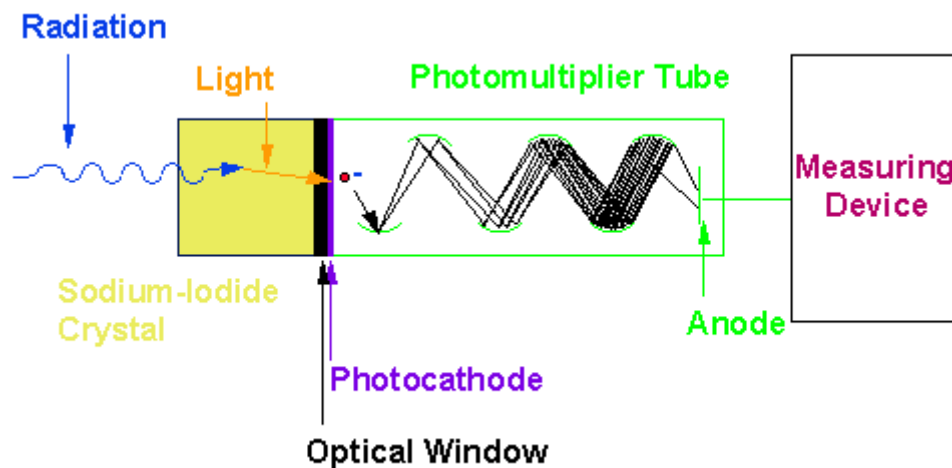 Radiation
Light
Photomultiplier Tube
Measuring
Device
Sodium-Iodide
Crystal
Anode
Photocathode
Optical Window